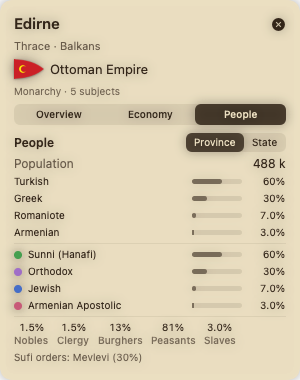 Edirne
Thrace · Balkans
Ottoman Empire
Monarchy · 5 subjects
Overview Economy People
People Province State
Population 488 k
Turkish 60%
Greek 30%
Romaniote 7.0%
Armenian 3.0%
Sunni (Hanafi) 60%
Orthodox 30%
Jewish 7.0%
Armenian Apostolic 3.0%
1.5% 1.5% 13% 81% 3.0%
Nobles Clergy Burghers Peasants Slaves
Sufi orders: Mevlevi (30%)